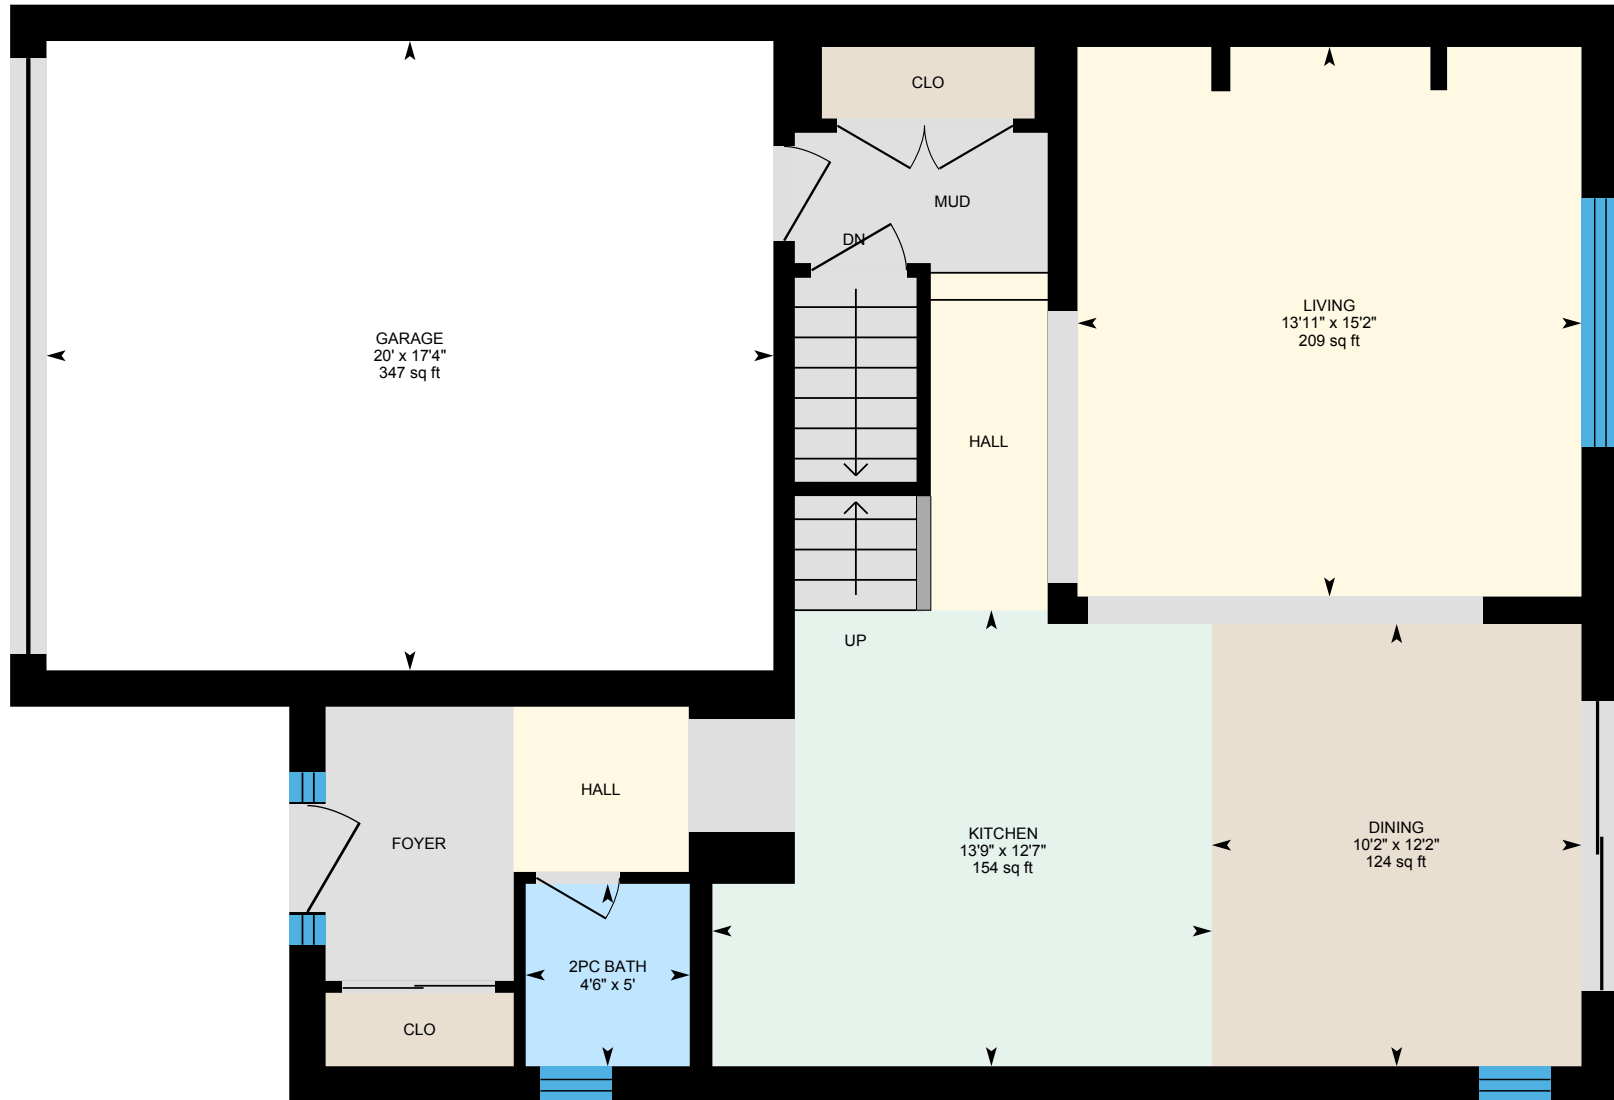 CLO
MUD
DN
LIVING
13'11" x 15'2"
209 sq ft
GARAGE
20' x 17'4"
347 sq ft
HALL
UP
HALL
FOYER
KITCHEN
13'9" x 12'7"
154 sq ft
DINING
10'2" x 12'2"
124 sq ft
2PC BATH
4'6" x 5'
CLO